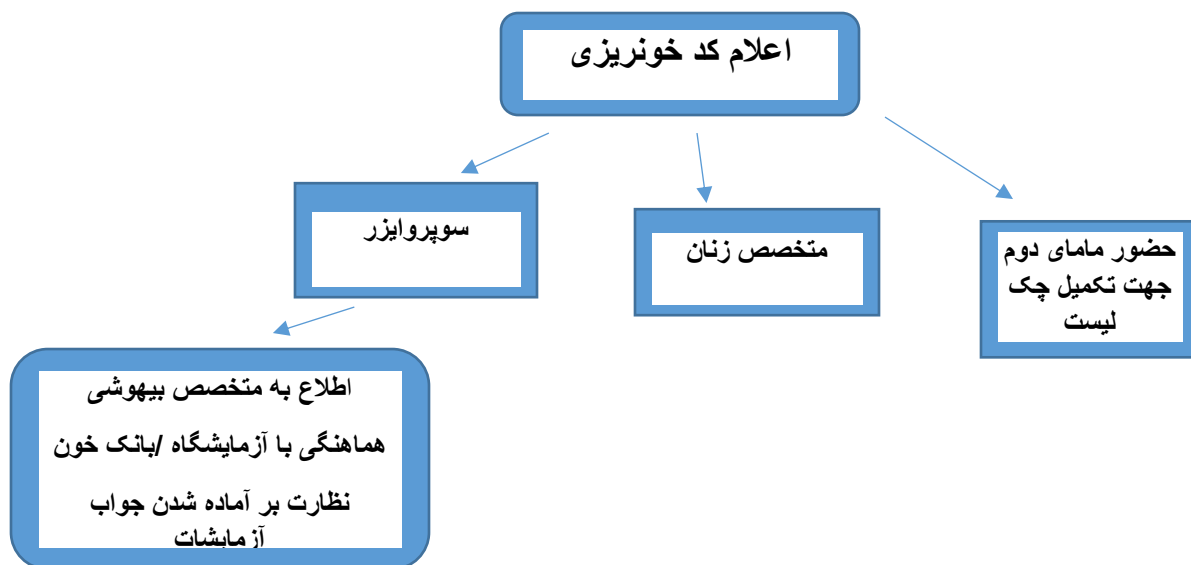 اعلام کد خونریزی
سوپروایزر
متخصص زنان
حضور مامای دوم
جهت تکمیل چک
لیست
اطلاع به متخصص بیهوشی
هماهنگی با آزمایشگاه /بانک خون
نظارت بر آماده شدن جواب
آزمایشات